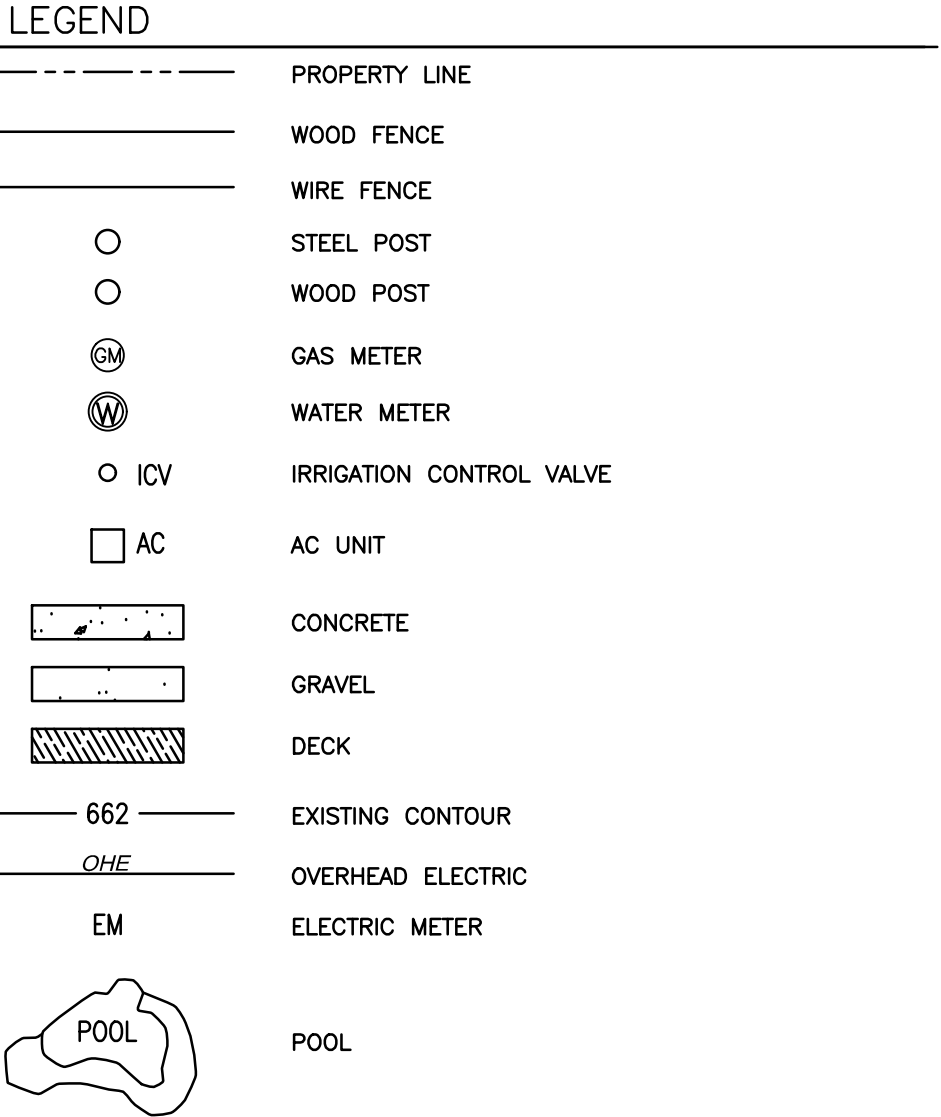 LEGEND
PROPERTY LINE
WOOD FENCE
WIRE FENCE
STEEL POST
WOOD POST
GM GAS METER
W WATER METER
ICV IRRIGATION CONTROL VALVE
AC AC UNIT
CONCRETE
GRAVEL
DECK
662 EXISTING CONTOUR
OHE OVERHEAD ELECTRIC
EM ELECTRIC METER
POOL POOL